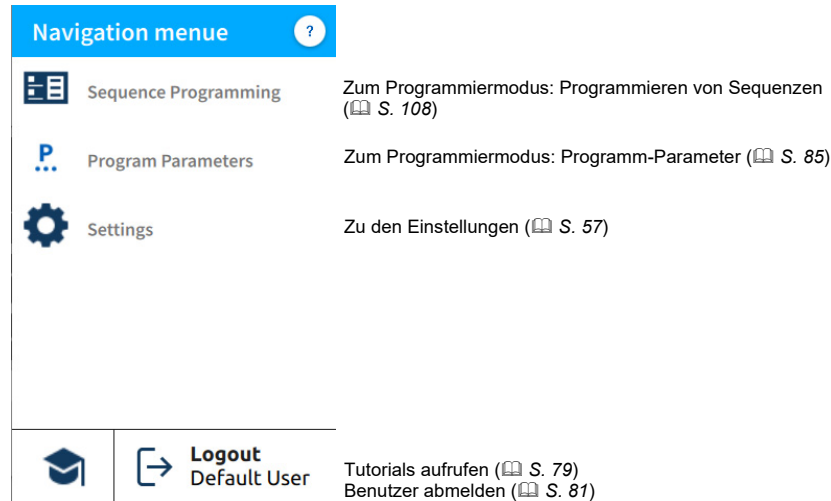 Navigation menue ?
Sequence Programming
Zum Programmiermodus: Programmieren von Sequenzen
(🕮 S. 108)
P
Program Parameters
Zum Programmiermodus: Programm-Parameter (🕮 S. 85)
Settings
Zu den Einstellungen (🕮 S. 57)
Logout
Default User
Tutorials aufrufen (🕮 S. 79)
Benutzer abmelden (🕮 S. 81)